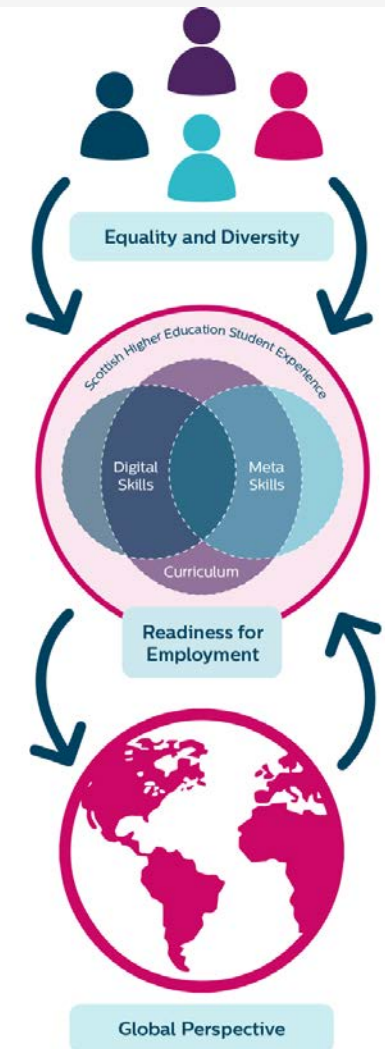 Equality and Diversity
Scottish Higher Education Student Experience
Digital
Skills
Meta
Skills
Curriculum
Readiness for
Employment
Global Perspective